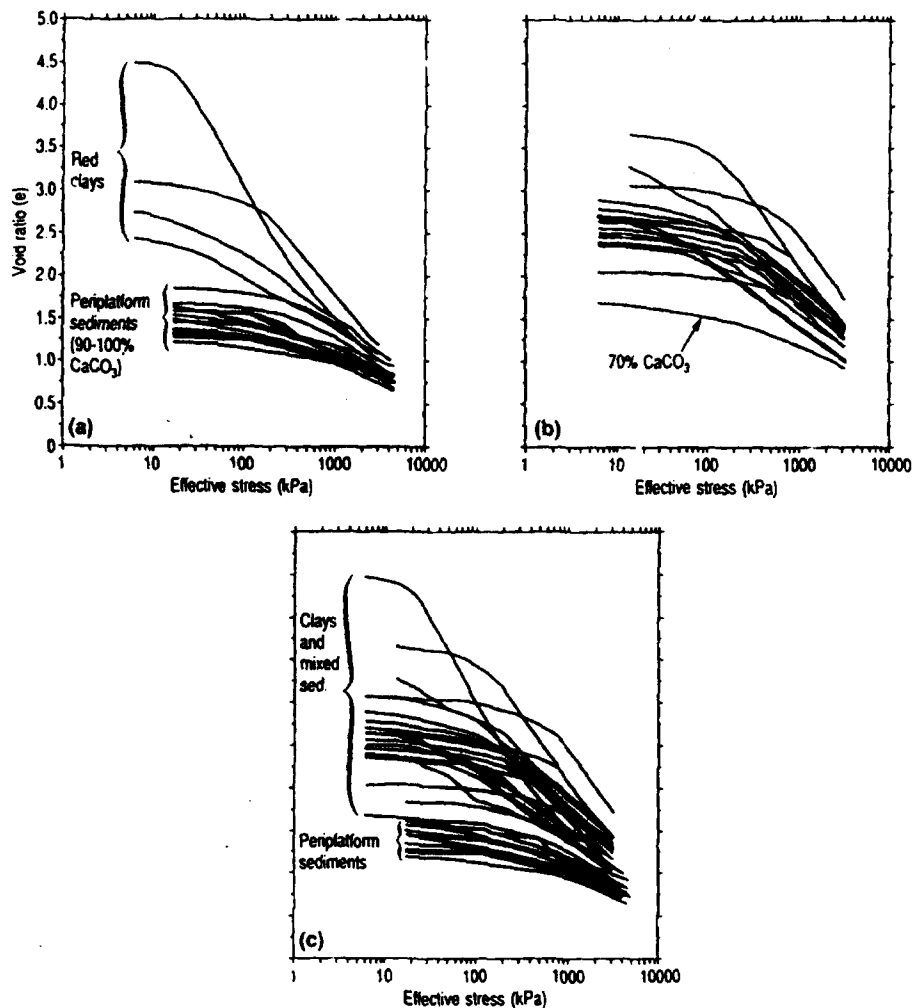 5.0
4.5
4.0
3.5
3.0
2.5
2.0
1.5
1.0
0.5
0
Void ratio (e)
Red
clays
Periplatform
sediments
(90-100%
CaCO3)
(a)
1 10 100 1000 10000
Effective stress (kPa)
70% CaCO3
(b)
1 10 100 1000 10000
Effective stress (kPa)
Clays
and
mixed
sed.
Periplatform
sediments
(c)
1 10 100 1000 10000
Effective stress (kPa)